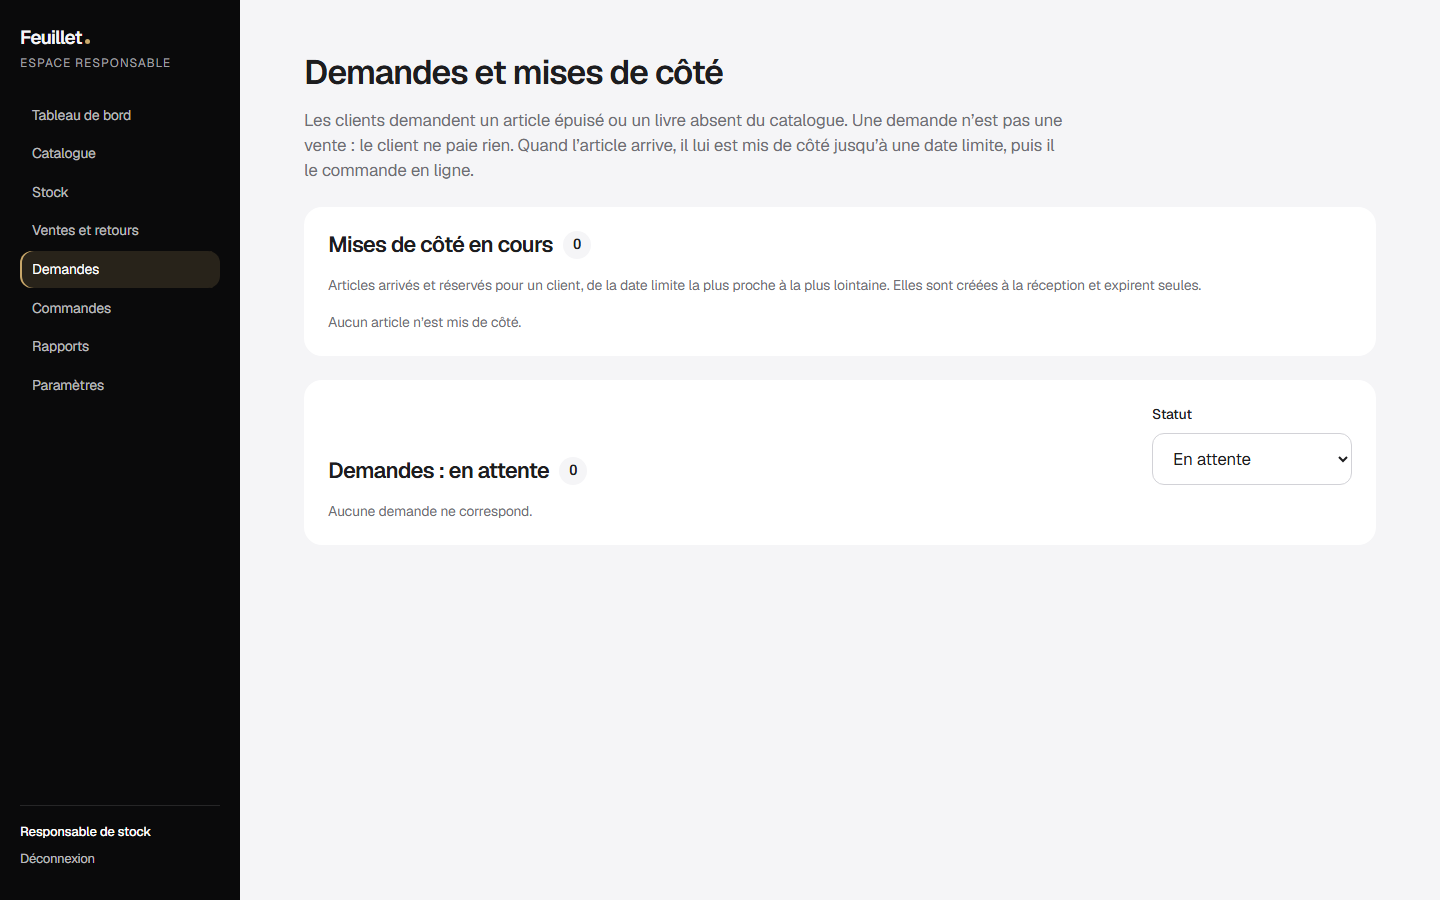 Feuillet.
ESPACE RESPONSABLE
Tableau de bord
Catalogue
Stock
Ventes et retours
Demandes
Commandes
Rapports
Paramètres
Responsable de stock
Déconnexion
Demandes et mises de côté
Les clients demandent un article épuisé ou un livre absent du catalogue. Une demande n’est pas une
vente : le client ne paie rien. Quand l’article arrive, il lui est mis de côté jusqu’à une date limite, puis il
le commande en ligne.
Mises de côté en cours 0
Articles arrivés et réservés pour un client, de la date limite la plus proche à la plus lointaine. Elles sont créées à la réception et expirent seules.
Aucun article n’est mis de côté.
Statut
En attente
Demandes : en attente 0
Aucune demande ne correspond.